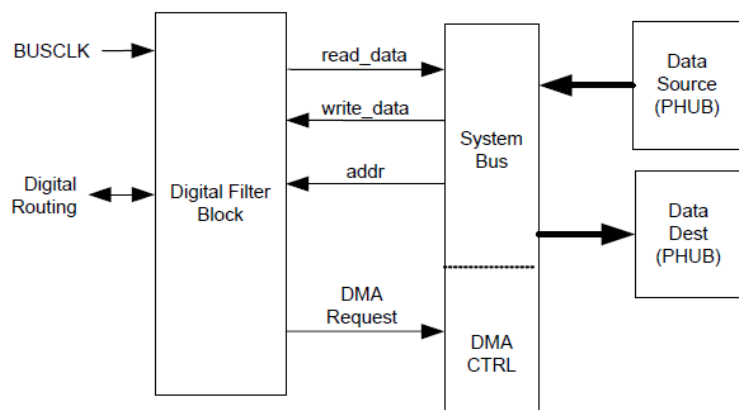 BUSCLK
Digital
Routing
Digital Filter
Block
read_data
write_data
addr
DMA
Request
System
Bus
DMA
CTRL
Data
Source
(PHUB)
Data
Dest
(PHUB)